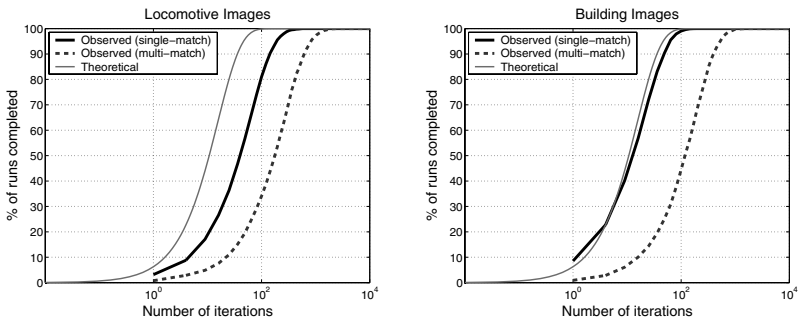 Locomotive Images
100
90
80
70
60
50
40
30
20
10
0
% of runs completed
Observed (single−match)
Observed (multi−match)
Theoretical
10^0
10^2
10^4
Number of iterations
Building Images
100
90
80
70
60
50
40
30
20
10
0
% of runs completed
Observed (single−match)
Observed (multi−match)
Theoretical
10^0
10^2
10^4
Number of iterations